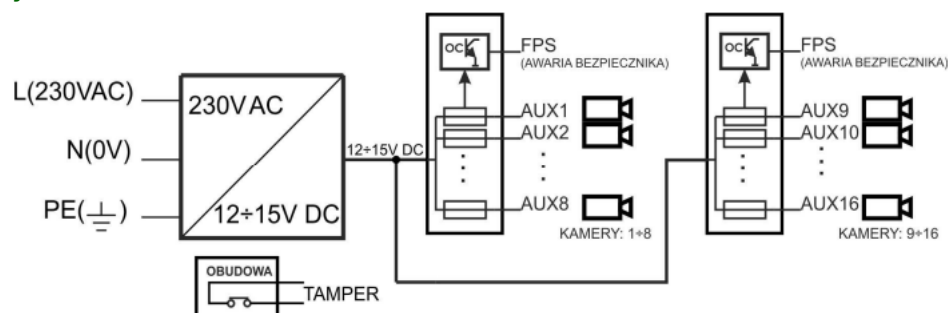 L(230VAC)
N(0V)
PE(⏚)
230V AC
12÷15V DC
12÷15V DC
OBUDOWA
TAMPER
OC
FPS
(AWARIA BEZPIECZNIKA)
AUX1
AUX2
AUX8
KAMERY: 1÷8
OC
FPS
(AWARIA BEZPIECZNIKA)
AUX9
AUX10
AUX16
KAMERY: 9÷16